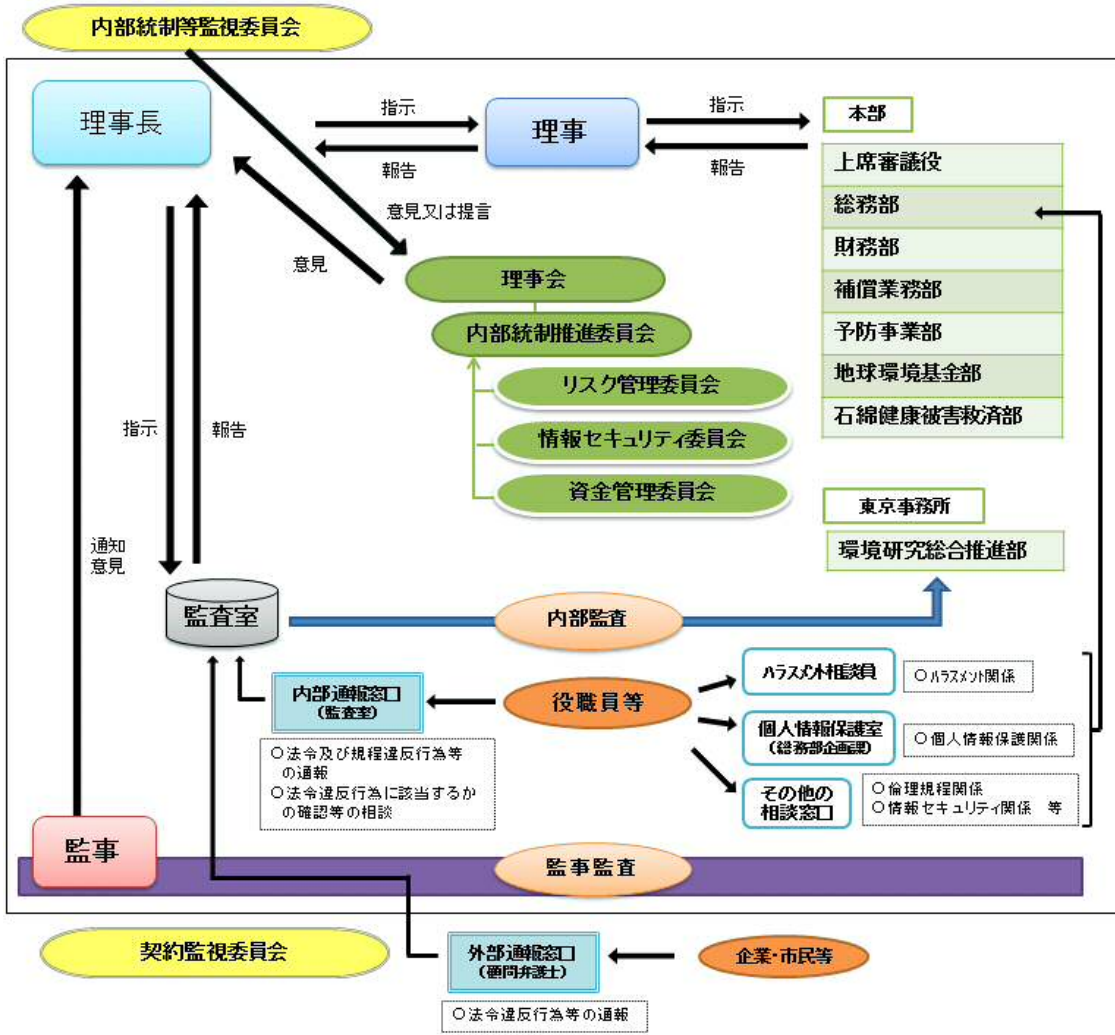 内部統制等監視委員会
理事長
指示
報告
理事
指示
報告
本部
上席審議役
総務部
財務部
補償業務部
予防事業部
地球環境基金部
石綿健康被害救済部
意見又は提言
意見
理事会
内部統制推進委員会
リスク管理委員会
情報セキュリティ委員会
資金管理委員会
指示
報告
東京事務所
環境研究総合推進部
通知
意見
監査室
内部監査
内部通報窓口
(監査室)
役職員等
ハラスメント相談員
○ハラスメント関係
個人情報保護室
(総務部企画課)
○個人情報保護関係
その他の
相談窓口
○倫理規程関係
○情報セキュリティ関係 等
○法令及び規程違反行為等
の通報
○法令違反行為に該当するか
の確認等の相談
監事
監事監査
契約監視委員会
外部通報窓口
(顧問弁護士)
企業・市民等
○法令違反行為等の通報